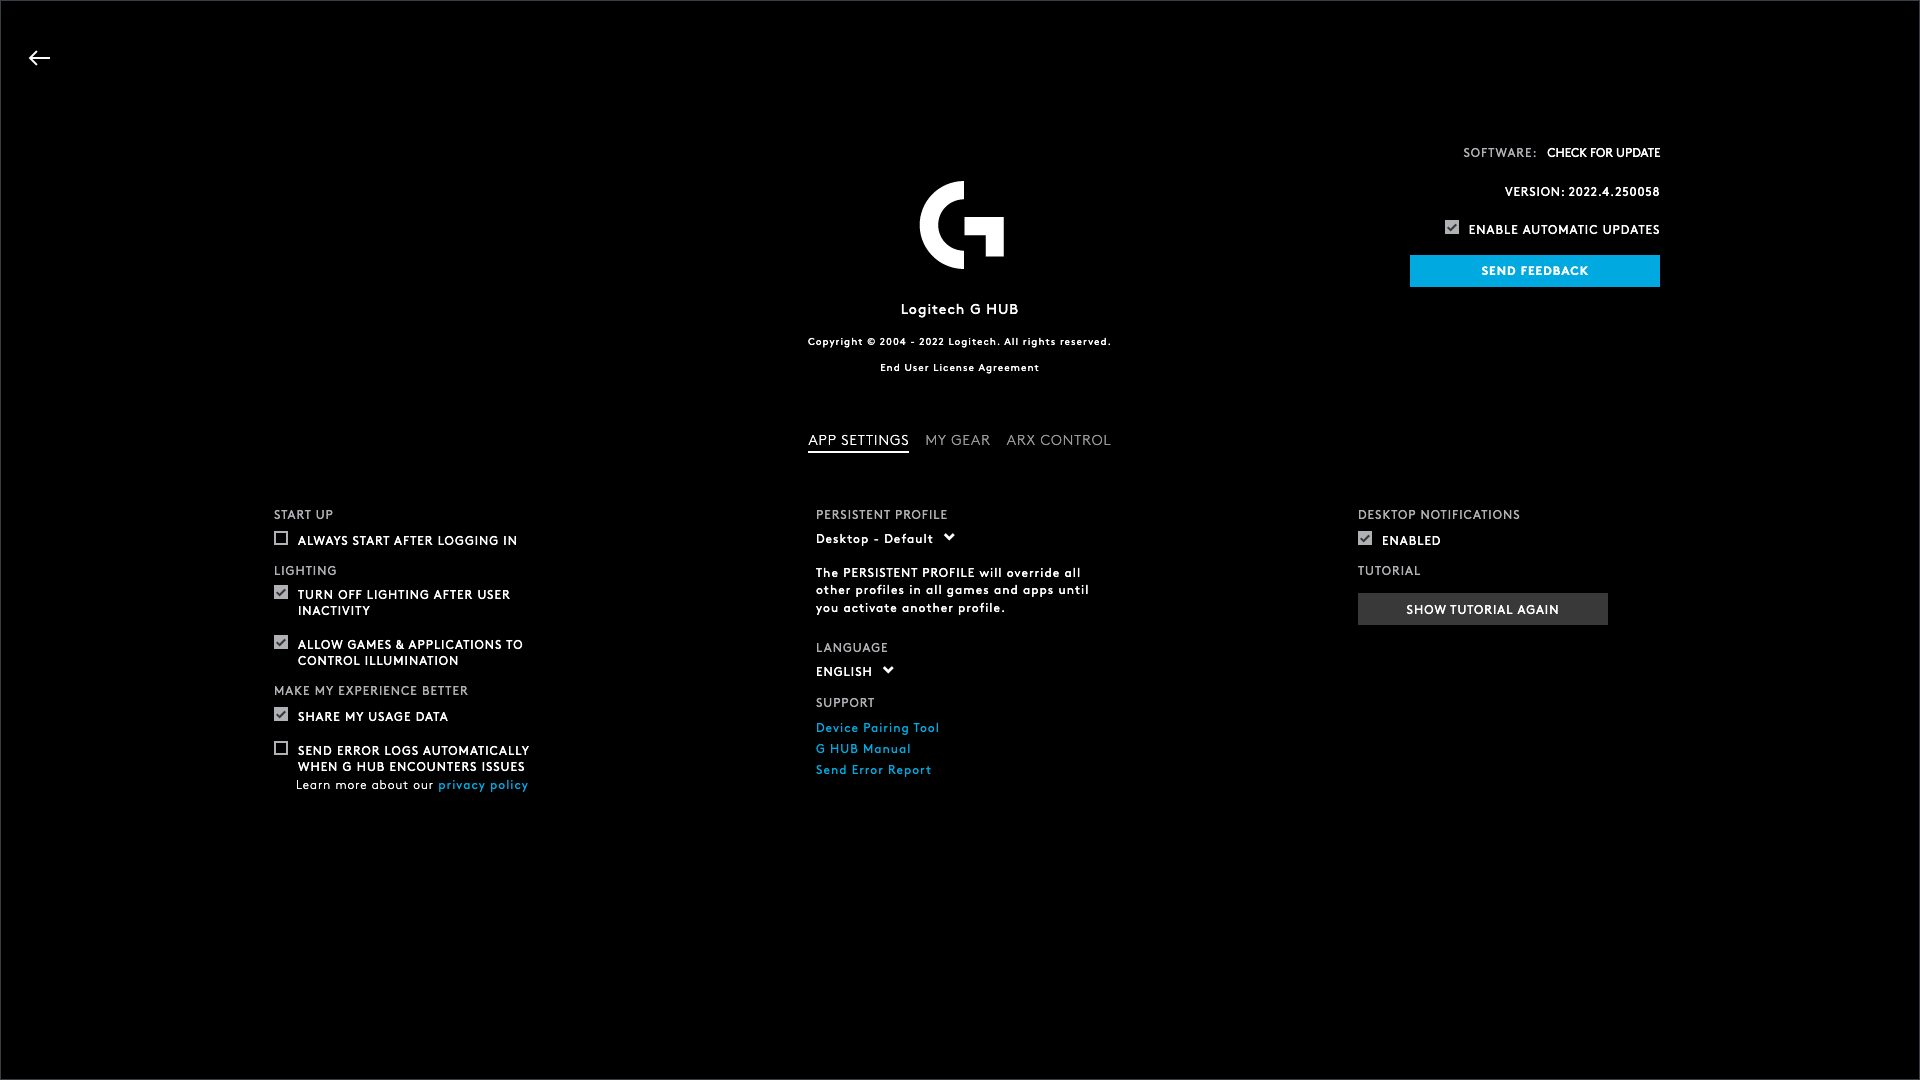 SOFTWARE: CHECK FOR UPDATE
VERSION: 2022.4.250058
ENABLE AUTOMATIC UPDATES
SEND FEEDBACK
Logitech G HUB
Copyright © 2004 - 2022 Logitech. All rights reserved.
End User License Agreement
APP SETTINGS MY GEAR ARX CONTROL
START UP
ALWAYS START AFTER LOGGING IN
LIGHTING
TURN OFF LIGHTING AFTER USER
INACTIVITY
ALLOW GAMES & APPLICATIONS TO
CONTROL ILLUMINATION
MAKE MY EXPERIENCE BETTER
SHARE MY USAGE DATA
SEND ERROR LOGS AUTOMATICALLY
WHEN G HUB ENCOUNTERS ISSUES
Learn more about our privacy policy
PERSISTENT PROFILE
Desktop - Default
The PERSISTENT PROFILE will override all
other profiles in all games and apps until
you activate another profile.
LANGUAGE
ENGLISH
SUPPORT
Device Pairing Tool
G HUB Manual
Send Error Report
DESKTOP NOTIFICATIONS
ENABLED
TUTORIAL
SHOW TUTORIAL AGAIN